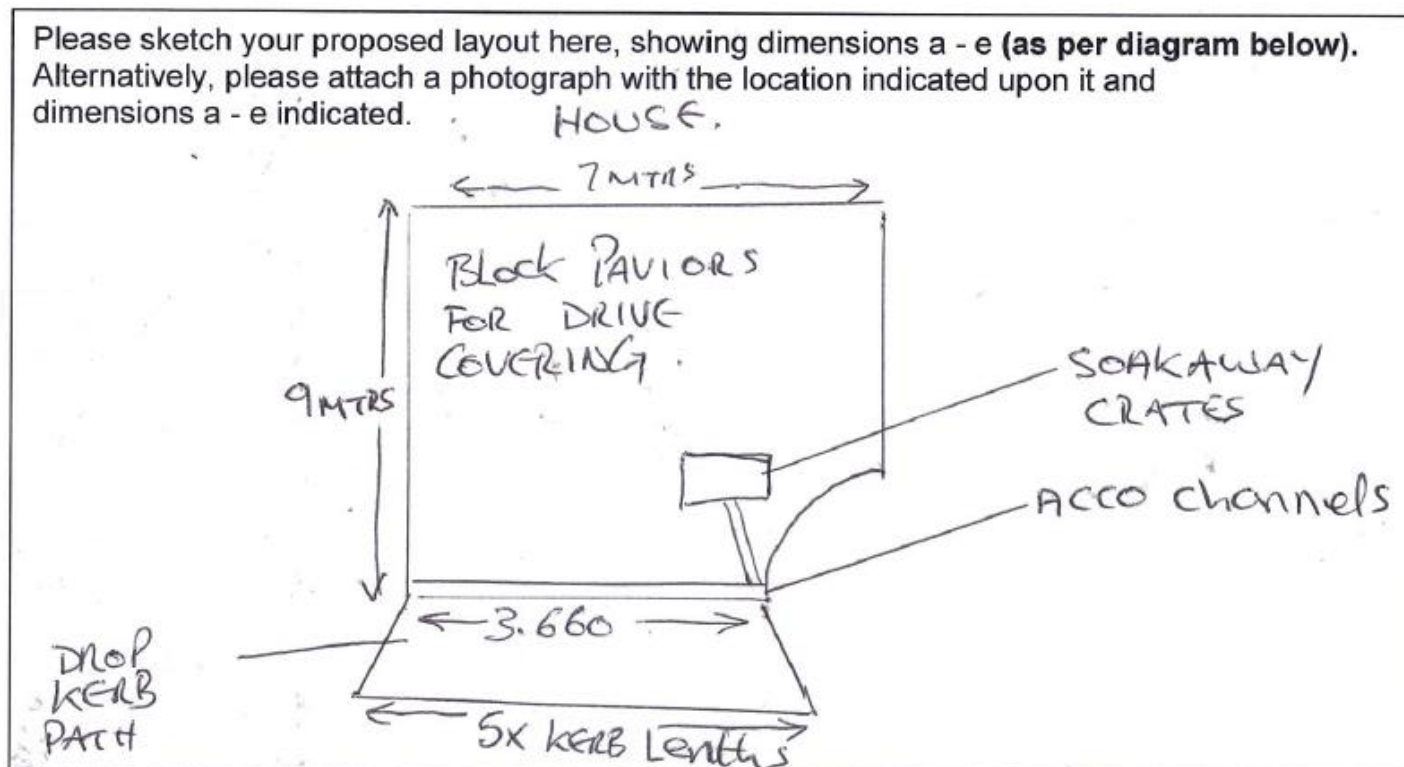 Please sketch your proposed layout here, showing dimensions a - e (as per diagram below).
Alternatively, please attach a photograph with the location indicated upon it and
dimensions a - e indicated.
HOUSE.
7 MTRS
BLock PAVIORS
FOR DRIVE
COVERING.
9 MTRS
SOAKAWAY
CRATES
ACCO channels
3.660
DROP
KERB
PATH
5x KERB Lenths